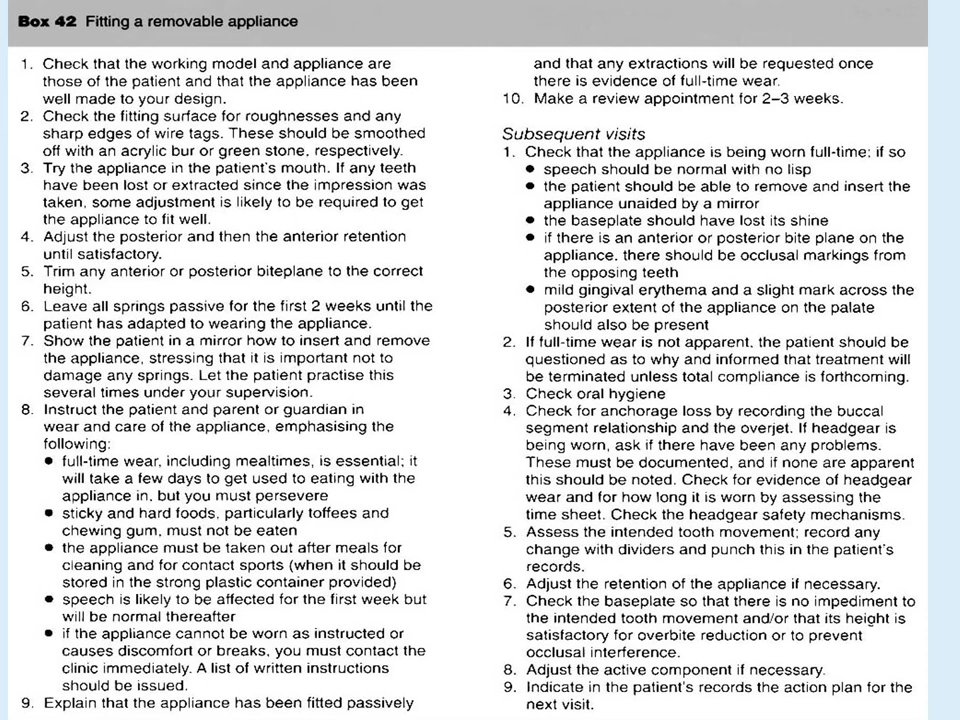 Box 42 Fitting a removable appliance
1. Check that the working model and appliance are
those of the patient and that the appliance has been
well made to your design.
2. Check the fitting surface for roughnesses and any
sharp edges of wire tags. These should be smoothed
off with an acrylic bur or green stone, respectively.
3. Try the appliance in the patient's mouth. If any teeth
have been lost or extracted since the impression was
taken, some adjustment is likely to be required to get
the appliance to fit well.
4. Adjust the posterior and then the anterior retention
until satisfactory.
5. Trim any anterior or posterior biteplane to the correct
height.
6. Leave all springs passive for the first 2 weeks until the
patient has adapted to wearing the appliance.
7. Show the patient in a mirror how to insert and remove
the appliance, stressing that it is important not to
damage any springs. Let the patient practise this
several times under your supervision.
8. Instruct the patient and parent or guardian in
wear and care of the appliance, emphasising the
following:
• full-time wear, including mealtimes, is essential; it
will take a few days to get used to eating with the
appliance in, but you must persevere
• sticky and hard foods, particularly toffees and
chewing gum, must not be eaten
• the appliance must be taken out after meals for
cleaning and for contact sports (when it should be
stored in the strong plastic container provided)
• speech is likely to be affected for the first week but
will be normal thereafter
• if the appliance cannot be worn as instructed or
causes discomfort or breaks, you must contact the
clinic immediately. A list of written instructions
should be issued.
9. Explain that the appliance has been fitted passively
and that any extractions will be requested once
there is evidence of full-time wear.
10. Make a review appointment for 2–3 weeks.
Subsequent visits
1. Check that the appliance is being worn full-time; if so
• speech should be normal with no lisp
• the patient should be able to remove and insert the
appliance unaided by a mirror
• the baseplate should have lost its shine
• if there is an anterior or posterior bite plane on the
appliance, there should be occlusal markings from
the opposing teeth
• mild gingival erythema and a slight mark across the
posterior extent of the appliance on the palate
should also be present
2. If full-time wear is not apparent, the patient should be
questioned as to why and informed that treatment will
be terminated unless total compliance is forthcoming.
3. Check oral hygiene
4. Check for anchorage loss by recording the buccal
segment relationship and the overjet. If headgear is
being worn, ask if there have been any problems.
These must be documented, and if none are apparent
this should be noted. Check for evidence of headgear
wear and for how long it is worn by assessing the
time sheet. Check the headgear safety mechanisms.
5. Assess the intended tooth movement; record any
change with dividers and punch this in the patient's
records.
6. Adjust the retention of the appliance if necessary.
7. Check the baseplate so that there is no impediment to
the intended tooth movement and/or that its height is
satisfactory for overbite reduction or to prevent
occlusal interference.
8. Adjust the active component if necessary.
9. Indicate in the patient's records the action plan for the
next visit.